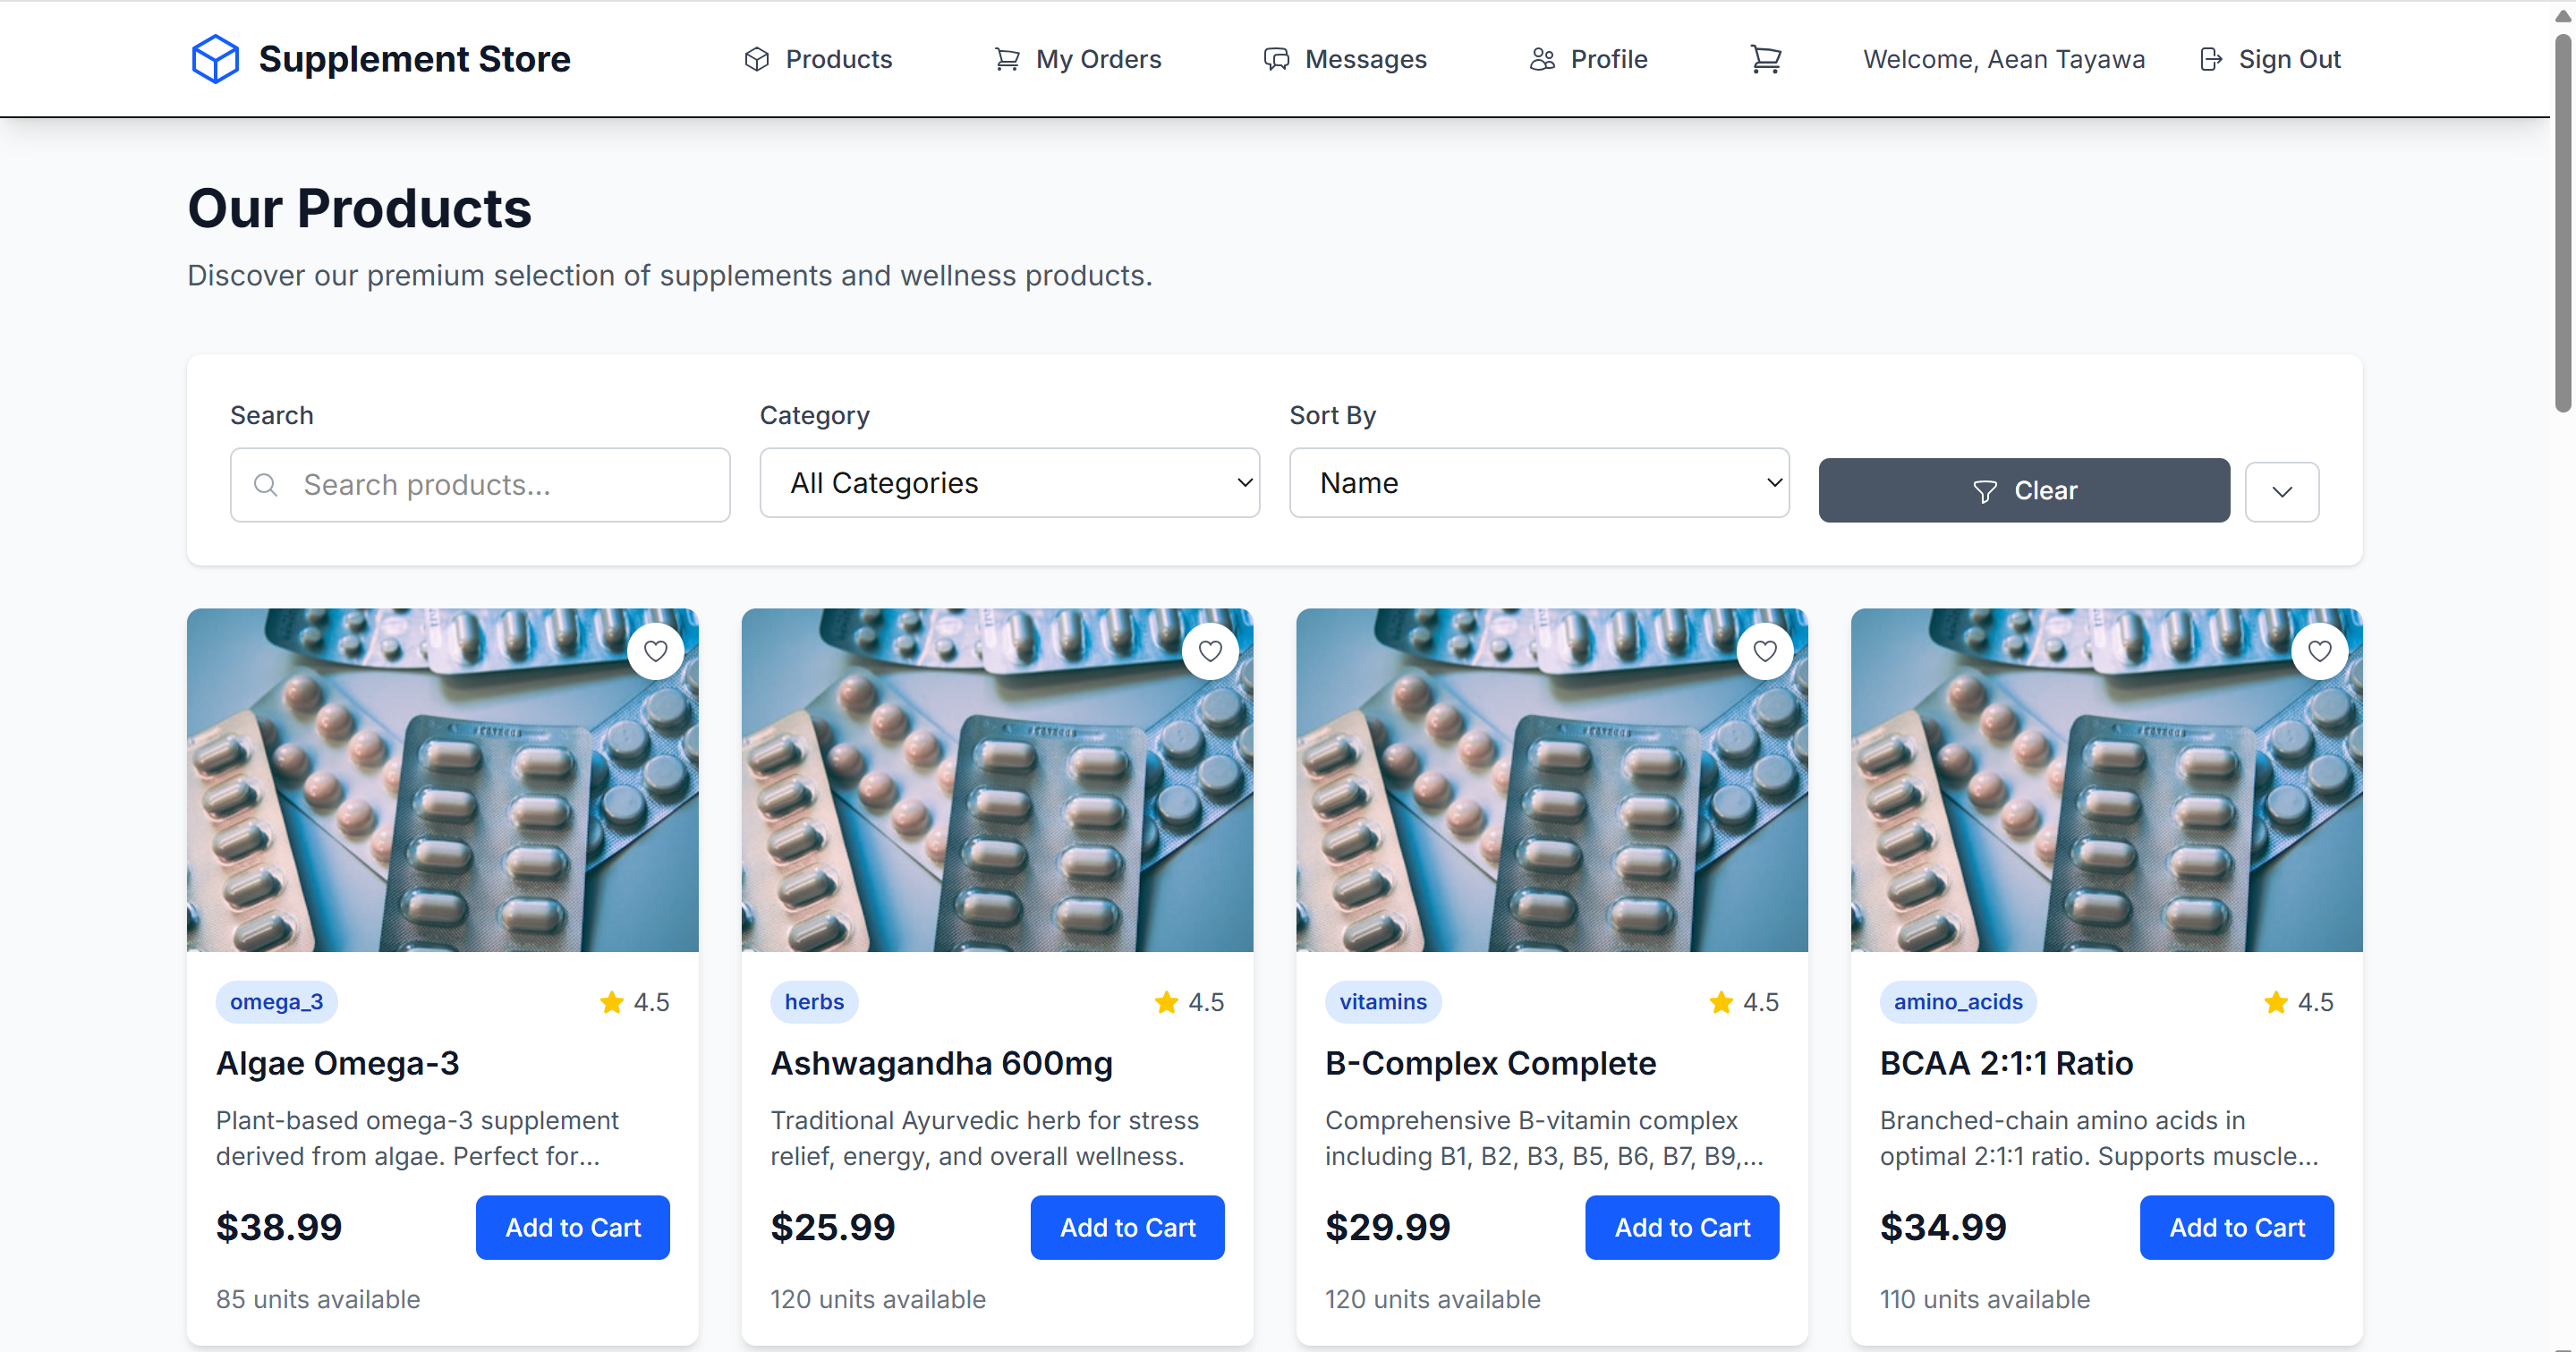 Supplement Store
Products
My Orders
Messages
Profile
Welcome, Aean Tayawa
Sign Out
Our Products
Discover our premium selection of supplements and wellness products.
Search
Category
Sort By
Search products...
All Categories
Name
Clear
omega_3
4.5
Algae Omega-3
Plant-based omega-3 supplement
derived from algae. Perfect for...
$38.99
Add to Cart
85 units available
herbs
4.5
Ashwagandha 600mg
Traditional Ayurvedic herb for stress
relief, energy, and overall wellness.
$25.99
Add to Cart
120 units available
vitamins
4.5
B-Complex Complete
Comprehensive B-vitamin complex
including B1, B2, B3, B5, B6, B7, B9,...
$29.99
Add to Cart
120 units available
amino_acids
4.5
BCAA 2:1:1 Ratio
Branched-chain amino acids in
optimal 2:1:1 ratio. Supports muscle...
$34.99
Add to Cart
110 units available